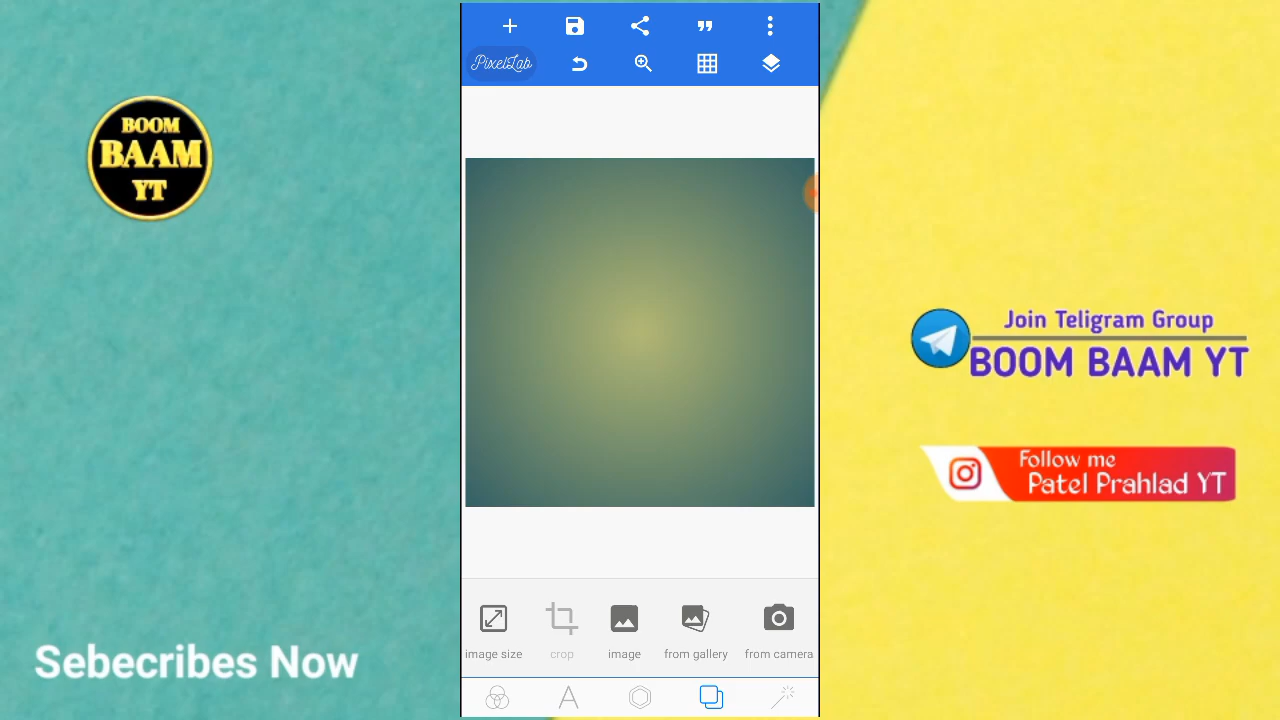 BOOM
BAAM
YT
PixelLab
Join Teligram Group
BOOM BAAM YT
Follow me
Patel Prahlad YT
image size
crop
image
from gallery
from camera
Sebecribes Now